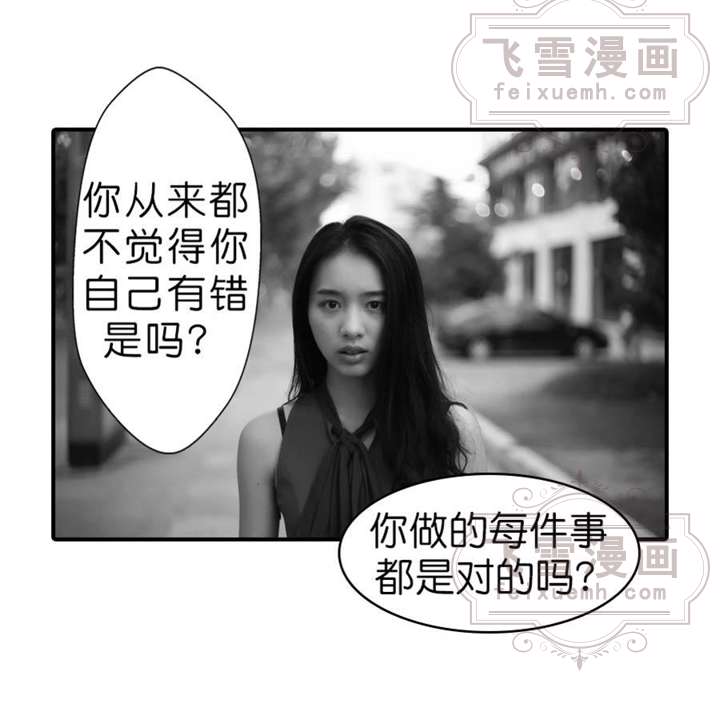 飞雪漫画
feixuemh.com
你从来都
不觉得你
自己有错
是吗？
你做的每件事
都是对的吗？
飞雪漫画
feixuemh.com